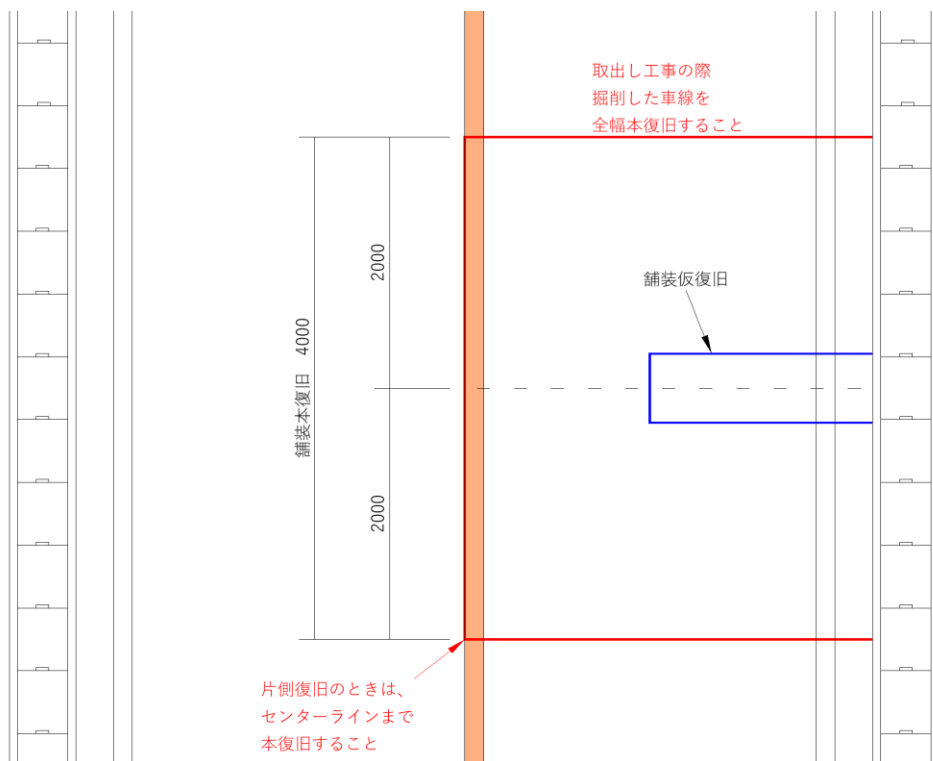 取出し工事の際
掘削した車線を
全幅本復旧すること
2000
舗装仮復旧
舗装本復旧 4000
2000
片側復旧のときは、
センターラインまで
本復旧すること